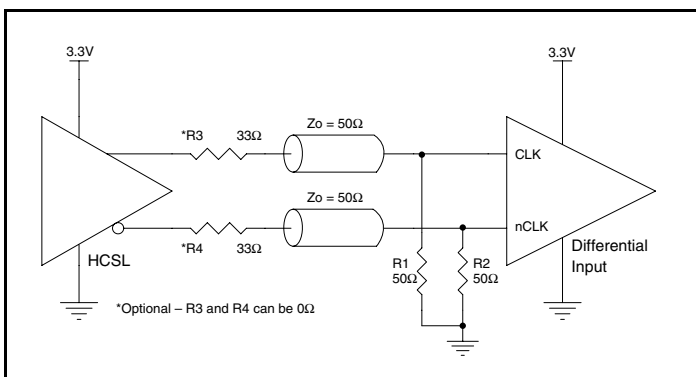 3.3V
3.3V
*R3
33Ω
Zo = 50Ω
CLK
Zo = 50Ω
nCLK
*R4
33Ω
HCSL
R1
50Ω
R2
50Ω
Differential
Input
*Optional – R3 and R4 can be 0Ω